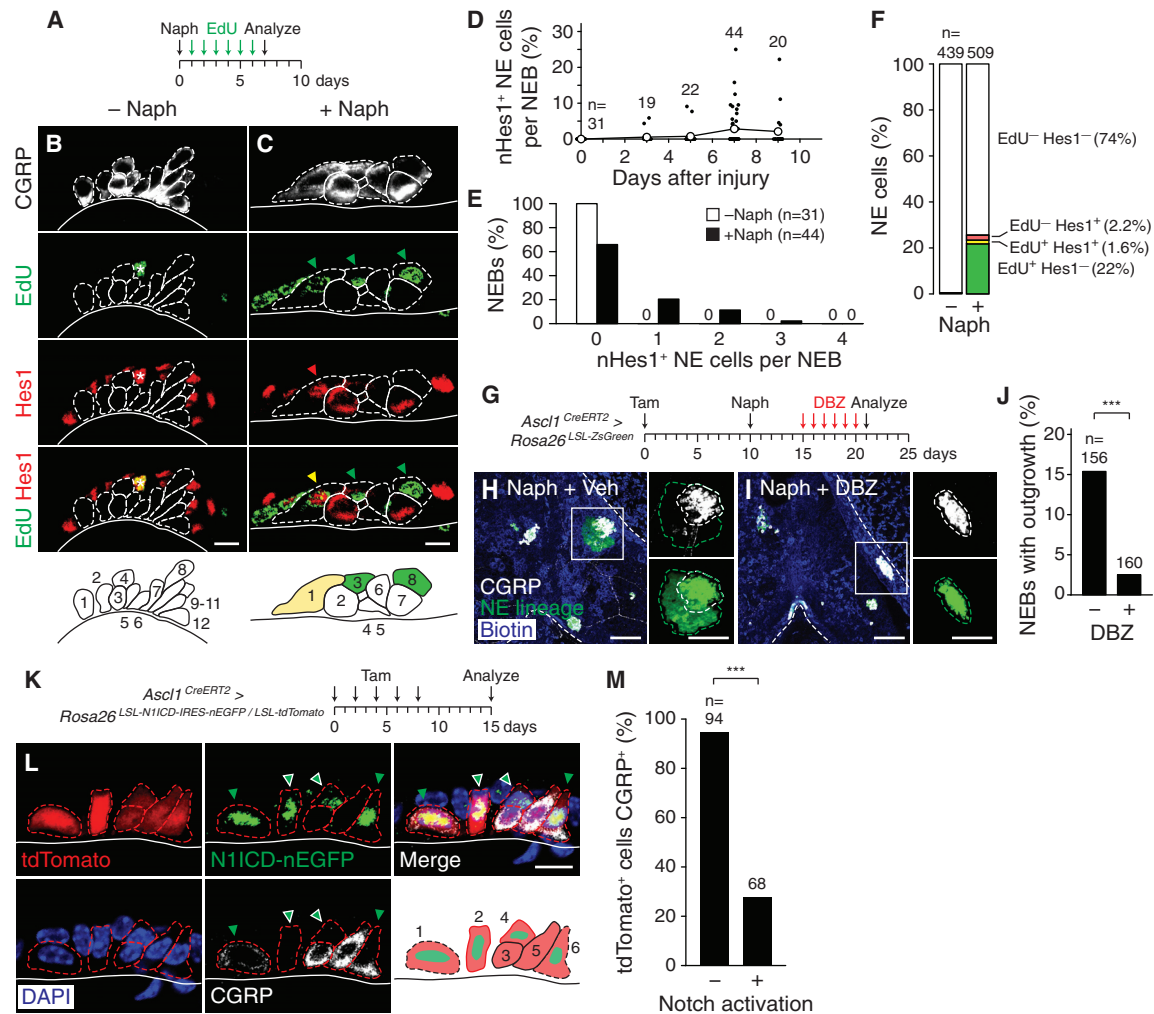 A
Naph EdU Analyze
0 5 10 days
– Naph + Naph
B
C
CGRP
EdU
*
Hes1
*
EdU Hes1
*
1 2 3 4 5 6 7 8 9-11 12
1 2 3 4 5 6 7 8
D
nHes1+ NE cells per NEB (%)
30
20
10
0
n= 31
19
22
44
20
0 2 4 6 8 10
Days after injury
E
NEBs (%)
100
80
60
40
20
0
–Naph (n=31)
+Naph (n=44)
0 0 0 0 0
0 1 2 3 4
nHes1+ NE cells per NEB
F
n=
439 509
NE cells (%)
100
80
60
40
20
0
EdU– Hes1– (74%)
EdU– Hes1+ (2.2%)
EdU+ Hes1+ (1.6%)
EdU+ Hes1– (22%)
– +
Naph
G
Tam Naph DBZ Analyze
Ascl1 CreERT2 >
Rosa26 LSL-ZsGreen
0 5 10 15 20 25 days
H Naph + Veh
CGRP
NE lineage
Biotin
I Naph + DBZ
J
***
NEBs with outgrowth (%)
20
15
10
5
0
n=
156
160
– +
DBZ
K
Tam Analyze
Ascl1 CreERT2 >
Rosa26 LSL-N1ICD-IRES-nEGFP / LSL-tdTomato
0 5 10 15 days
L
tdTomato
N1ICD-nEGFP
Merge
DAPI
CGRP
1 2 3 4 5 6
M
***
tdTomato+ cells CGRP+ (%)
100
80
60
40
20
0
n=
94
68
– +
Notch activation